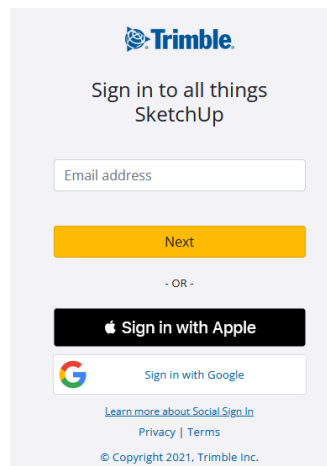 Trimble.
Sign in to all things
SketchUp
Email address
Next
- OR -
Sign in with Apple
Sign in with Google
Learn more about Social Sign In
Privacy | Terms
© Copyright 2021, Trimble Inc.